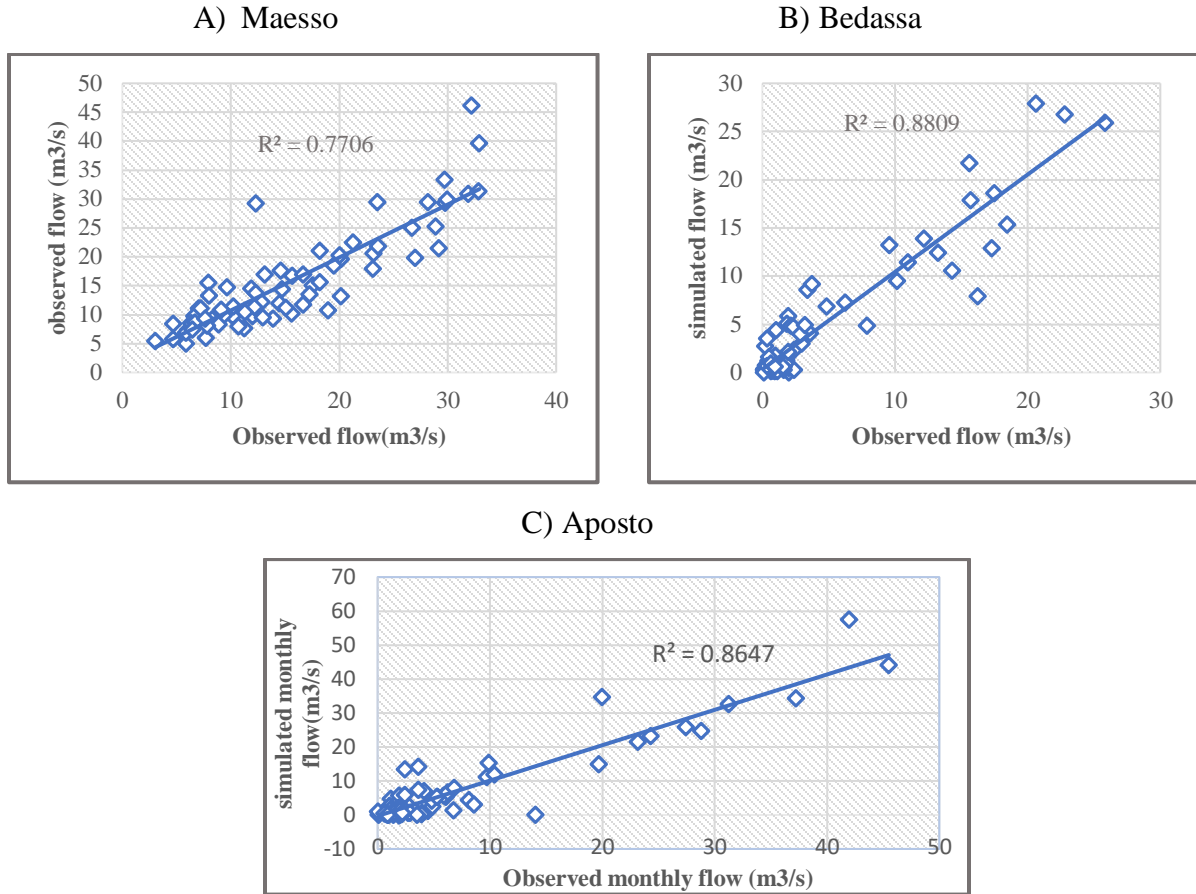 A) Maesso
B) Bedassa
50
45
40
35
30
25
20
15
10
5
0
R² = 0.7706
observed flow (m3/s)
0 10 20 30 40
Observed flow(m3/s)
30
25
20
15
10
5
0
R² = 0.8809
simulated flow (m3/s)
0 10 20 30
Observed flow (m3/s)
C) Aposto
70
60
50
40
30
20
10
0
-10
R² = 0.8647
simulated monthly
flow(m3/s)
0 10 20 30 40 50
Observed monthly flow (m3/s)